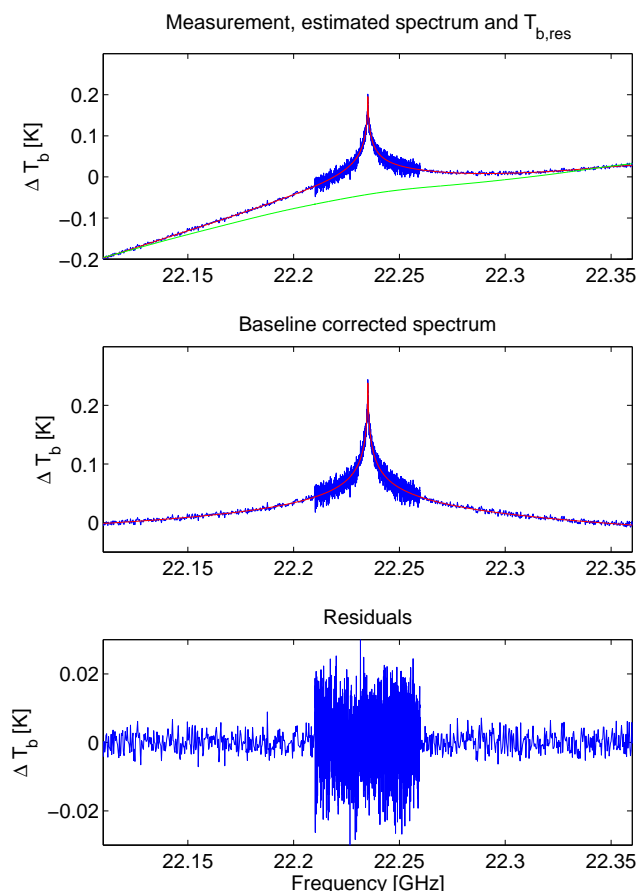 Measurement, estimated spectrum and T_b,res
Δ T_b [K]
0.2
0.1
0
−0.1
−0.2
22.15 22.2 22.25 22.3 22.35
Baseline corrected spectrum
Δ T_b [K]
0.2
0.1
0
22.15 22.2 22.25 22.3 22.35
Residuals
Δ T_b [K]
0.02
0
−0.02
22.15 22.2 22.25 22.3 22.35
Frequency [GHz]